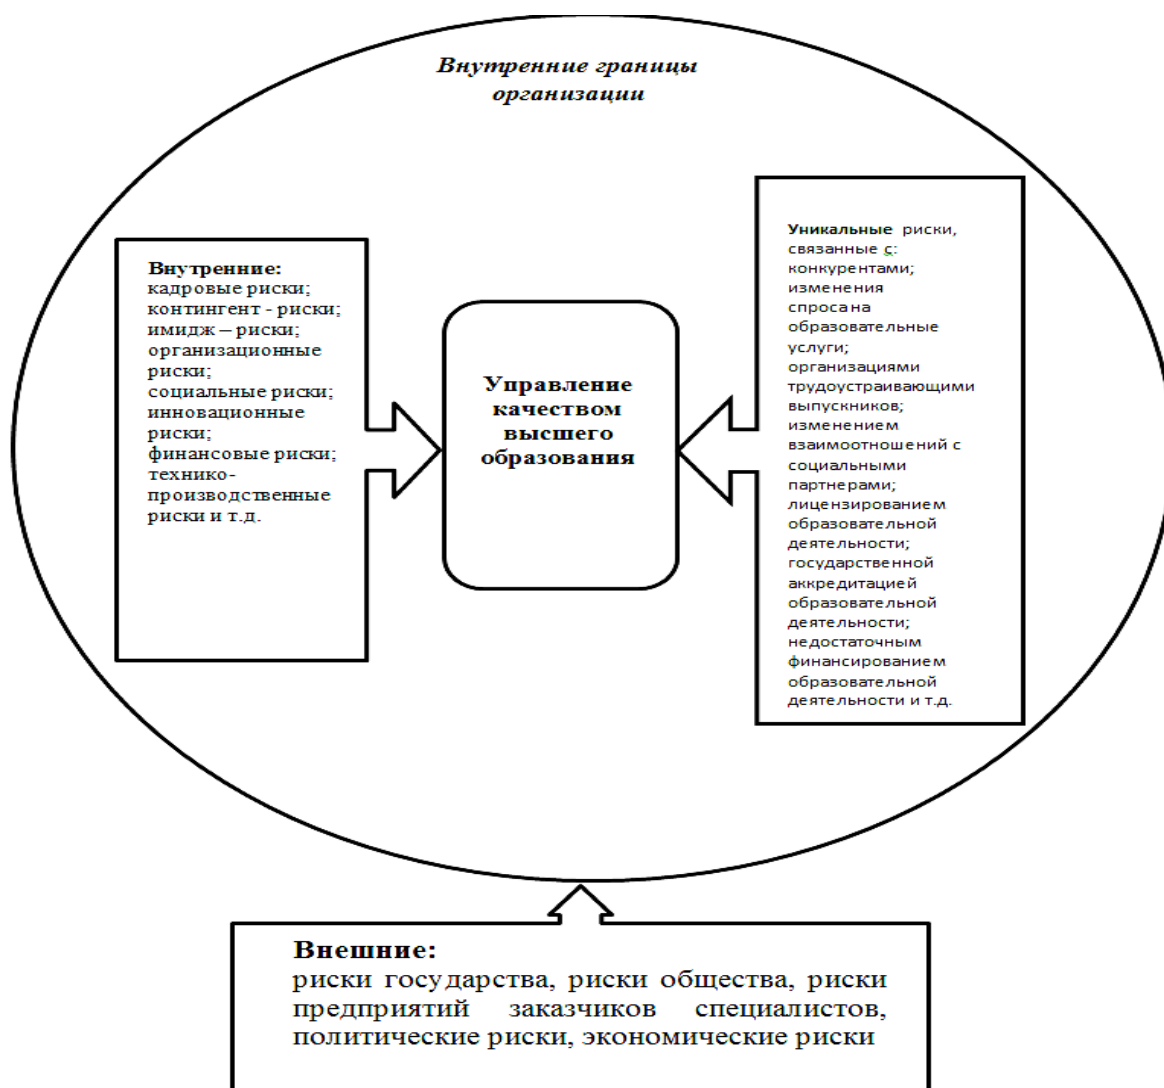 Внутренние границы
организации
Внутренние:
кадровые риски;
контингент - риски;
имидж – риски;
организационные
риски;
социальные риски;
инновационные
риски;
финансовые риски;
технико-
производственные
риски и т.д.
Управление
качеством
высшего
образования
Уникальные риски,
связанные с:
конкурентами;
изменения
спроса на
образовательные
услуги;
организациями
трудоустраивающими
выпускников;
изменением
взаимоотношений с
социальными
партнерами;
лицензированием
образовательной
деятельности;
государственной
аккредитацией
образовательной
деятельности;
недостаточным
финансированием
образовательной
деятельности и т.д.
Внешние:
риски государства, риски общества, риски
предприятий заказчиков специалистов,
политические риски, экономические риски